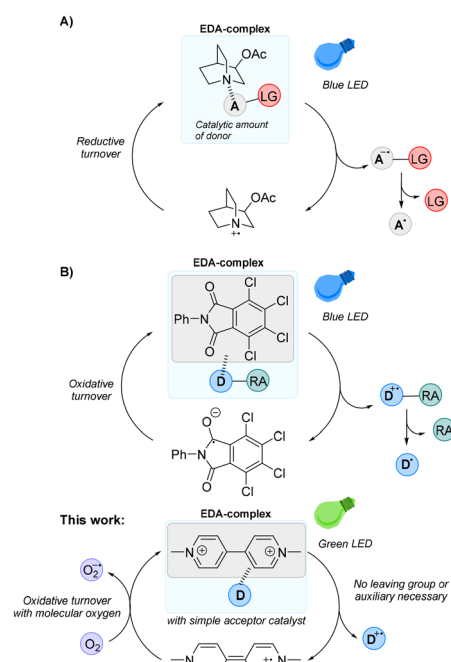 A)
EDA-complex
OAc
N
A
LG
Catalytic amount
of donor
Blue LED
Reductive
turnover
A−•
LG
LG
A•
OAc
N
+•
B)
EDA-complex
O
Cl
Cl
Ph
N
Cl
O
Cl
D
RA
Blue LED
Oxidative
turnover
D+•
RA
RA
D•
⊖
O
Cl
•
Cl
Ph
N
Cl
O
Cl
This work:
EDA-complex
N
+
+
N
D
with simple acceptor catalyst
Green LED
O2−•
Oxidative turnover
with molecular oxygen
O2
No leaving group or
auxiliary necessary
D+•
+•